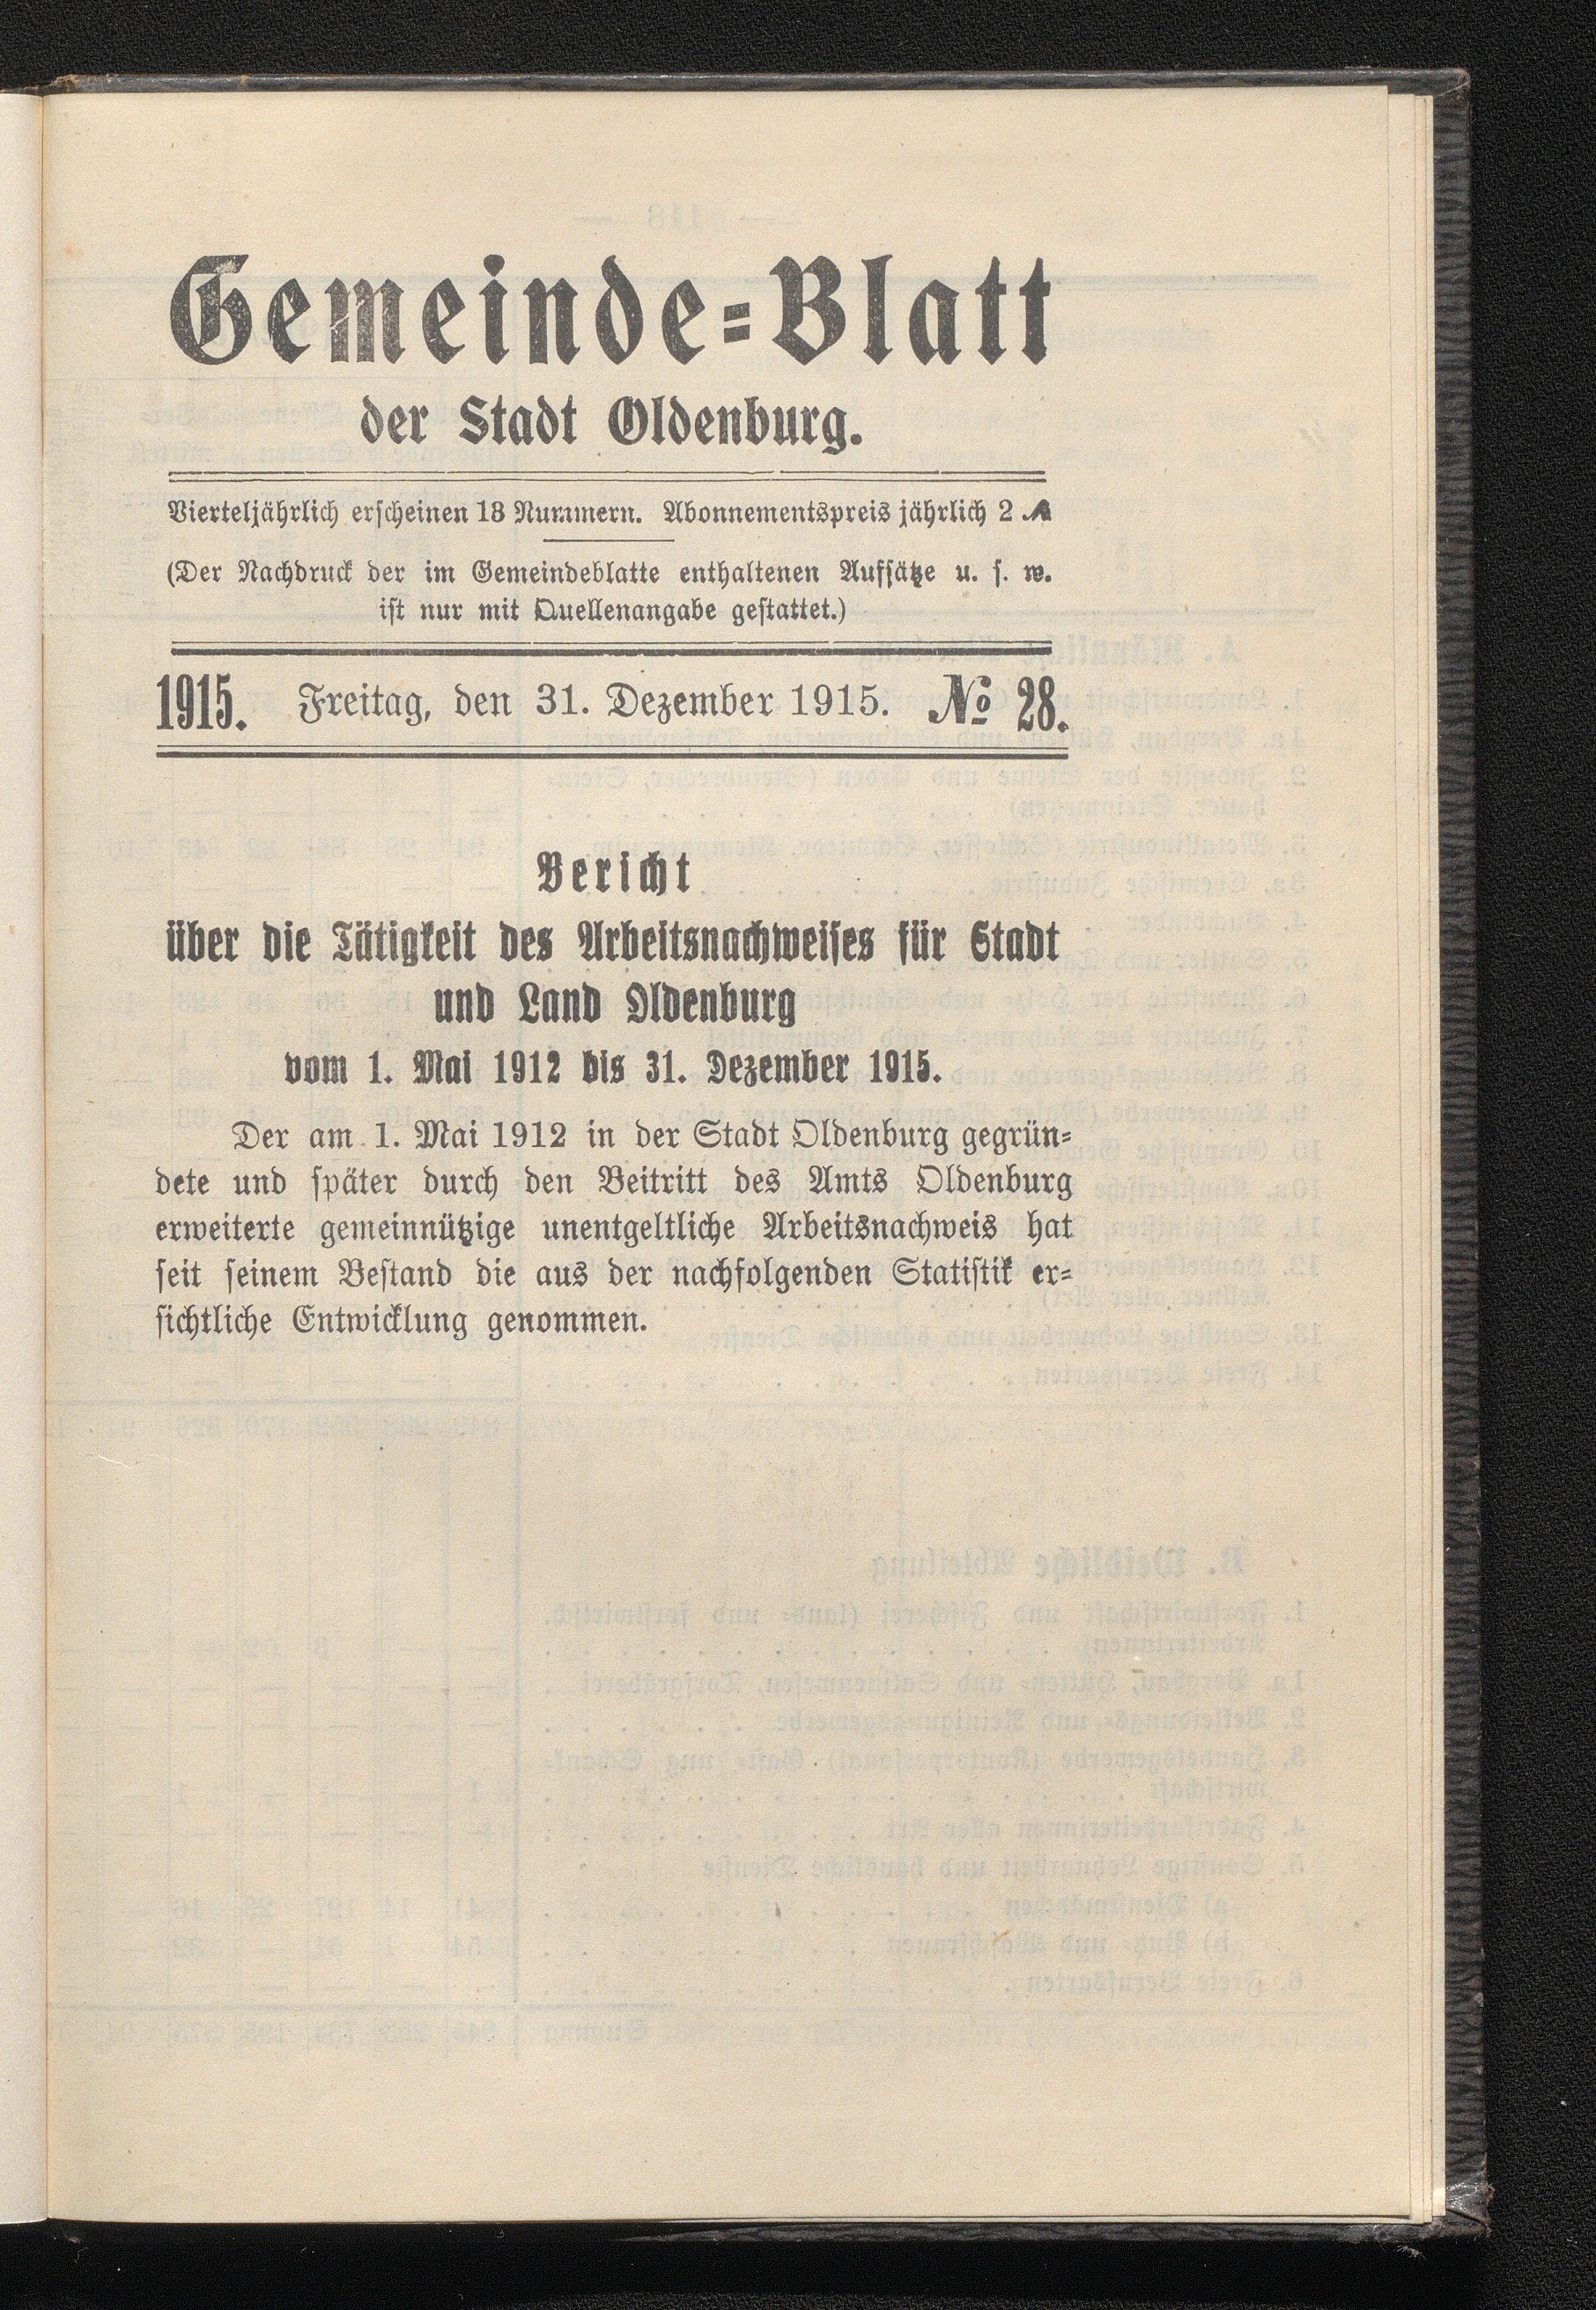 Gemeinde-Blatt
der Stadt Oldenburg.
Vierteljährlich erscheinen 13 Nummern. Abonnementspreis jährlich 2 ℳ
(Der Nachdruck der im Gemeindeblatte enthaltenen Aufsätze u. s. w.
ist nur mit Quellenangabe gestattet.)
1915. Freitag, den 31. Dezember 1915. № 28.
Bericht
über die Tätigkeit des Arbeitsnachweises für Stadt
und Land Oldenburg
vom 1. Mai 1912 bis 31. Dezember 1915.
Der am 1. Mai 1912 in der Stadt Oldenburg gegrün-
dete und später durch den Beitritt des Amts Oldenburg
erweiterte gemeinnützige unentgeltliche Arbeitsnachweis hat
seit seinem Bestand die aus der nachfolgenden Statistik er-
sichtliche Entwicklung genommen.